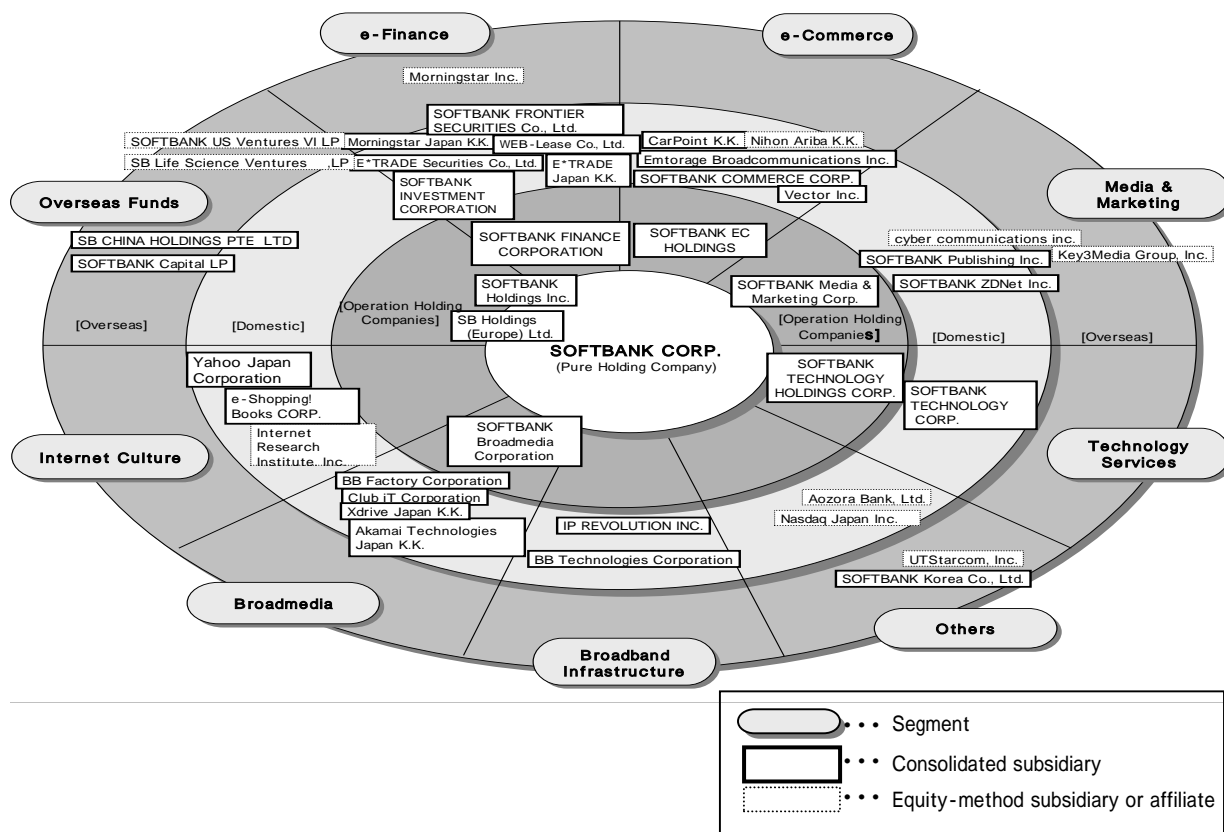 e-Finance
e-Commerce
Morningstar Inc.
SOFTBANK FRONTIER
SECURITIES Co., Ltd.
SOFTBANK US Ventures VI LP
Morningstar Japan K.K.
WEB-Lease Co., Ltd.
CarPoint K.K.
Nihon Ariba K.K.
SB Life Science Ventures ,LP
E*TRADE Securities Co., Ltd.
E*TRADE
Japan K.K.
Emtorage Broadcommunications Inc.
SOFTBANK
INVESTMENT
CORPORATION
SOFTBANK COMMERCE CORP.
Vector Inc.
Overseas Funds
Media &
Marketing
SB CHINA HOLDINGS PTE LTD
SOFTBANK Capital LP
SOFTBANK FINANCE
CORPORATION
SOFTBANK EC
HOLDINGS
cyber communications inc.
Key3Media Group, Inc.
SOFTBANK Publishing Inc.
SOFTBANK ZDNet Inc.
SOFTBANK
Holdings Inc.
SOFTBANK Media &
Marketing Corp.
SB Holdings
(Europe) Ltd.
[Overseas]
[Domestic]
[Operation Holding
Companies]
[Operation Holding
Companies]
[Domestic]
[Overseas]
SOFTBANK CORP.
(Pure Holding Company)
Yahoo Japan
Corporation
e-Shopping!
Books CORP.
Internet
Research
Institute, Inc.
SOFTBANK
TECHNOLOGY
HOLDINGS CORP.
SOFTBANK
TECHNOLOGY
CORP.
SOFTBANK
Broadmedia
Corporation
Internet Culture
Technology
Services
BB Factory Corporation
Club iT Corporation
Xdrive Japan K.K.
Akamai Technologies
Japan K.K.
IP REVOLUTION INC.
BB Technologies Corporation
Aozora Bank, Ltd.
Nasdaq Japan Inc.
UTStarcom, Inc.
SOFTBANK Korea Co., Ltd.
Broadmedia
Others
Broadband
Infrastructure
••• Segment
••• Consolidated subsidiary
••• Equity-method subsidiary or affiliate